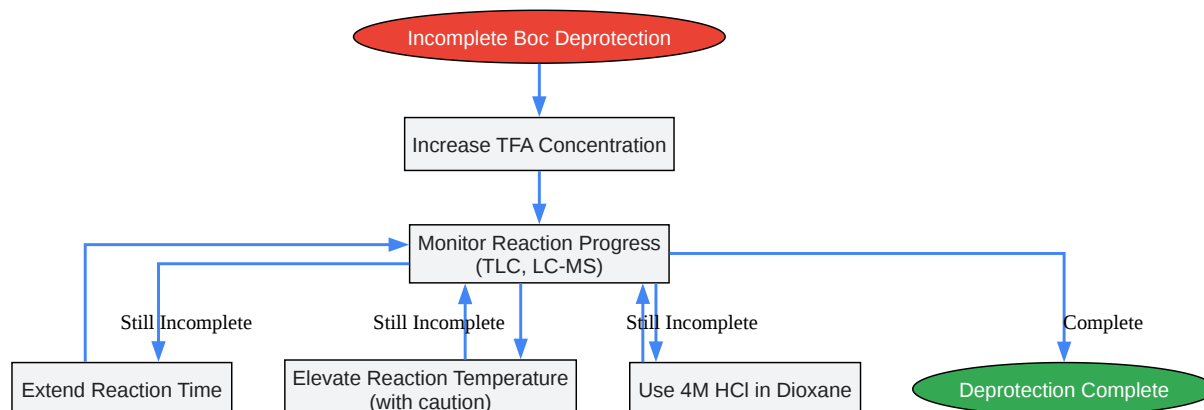 Incomplete Boc Deprotection
Increase TFA Concentration
Monitor Reaction Progress
(TLC, LC-MS)
Still Incomplete
Still Incomplete
Still Incomplete
Complete
Extend Reaction Time
Elevate Reaction Temperature
(with caution)
Use 4M HCl in Dioxane
Deprotection Complete